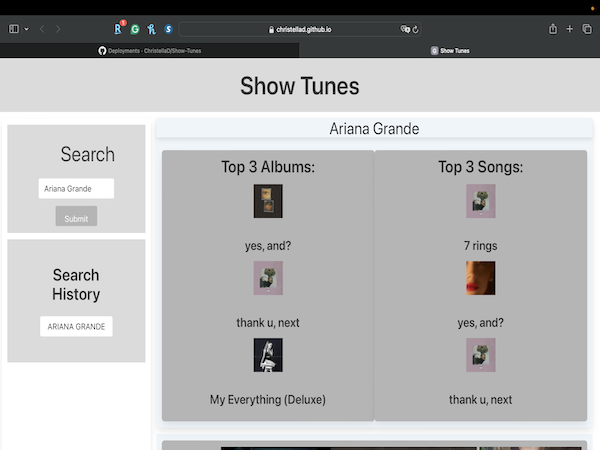 christellad.github.io
Deployments · ChristellaD/Show-Tunes
Show Tunes
Show Tunes
Search
Ariana Grande
Submit
Search
History
ARIANA GRANDE
Ariana Grande
Top 3 Albums:
yes, and?
thank u, next
My Everything (Deluxe)
Top 3 Songs:
7 rings
yes, and?
thank u, next